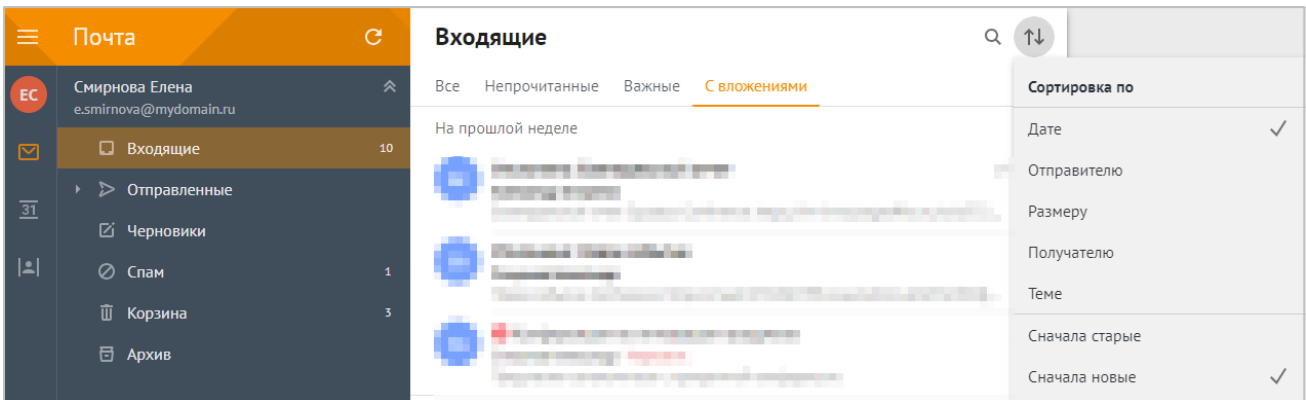 Почта
ЕС
Смирнова Елена
e.smirnova@mydomain.ru
Входящие 10
31
Отправленные
Черновики
Спам 1
Корзина 3
Архив
Входящие
Все Непрочитанные Важные С вложениями
На прошлой неделе
Сортировка по
Дате
Отправителю
Размеру
Получателю
Теме
Сначала старые
Сначала новые